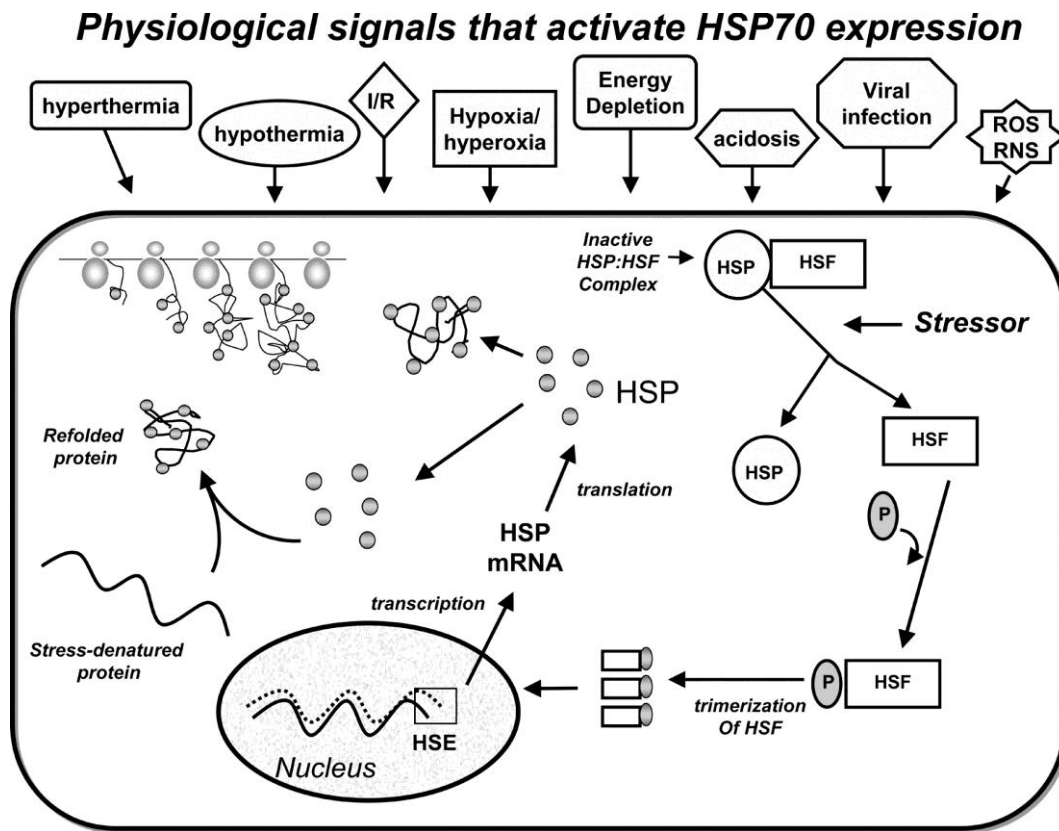 Physiological signals that activate HSP70 expression
hyperthermia
hypothermia
I/R
Hypoxia/
hyperoxia
Energy
Depletion
acidosis
Viral
infection
ROS
RNS
Inactive
HSP:HSF
Complex
HSP
HSF
Stressor
HSP
HSP
HSF
P
Refolded
protein
translation
HSP
mRNA
transcription
Stress-denatured
protein
P
HSF
trimerization
Of HSF
HSE
Nucleus